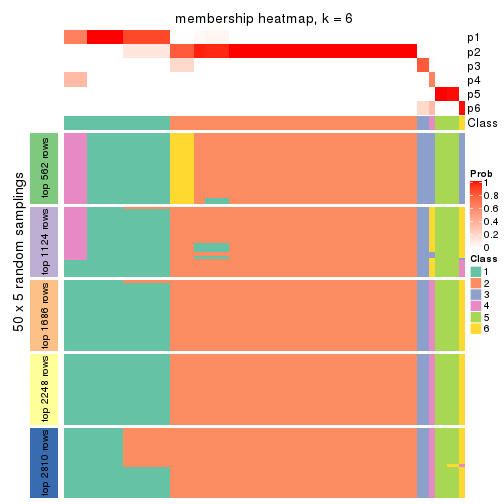 membership heatmap, k = 6
p1
p2
p3
p4
p5
p6
Class
50 x 5 random samplings
top 562 rows
top 1124 rows
top 1686 rows
top 2248 rows
top 2810 rows
Prob
1
0.8
0.6
0.4
0.2
0
Class
1
2
3
4
5
6